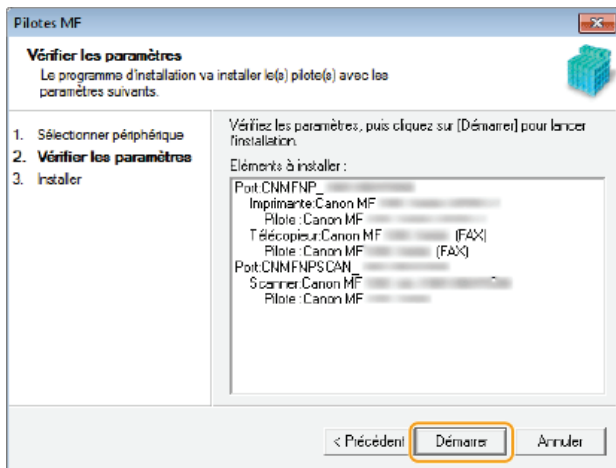 Pilotes MF
Vérifier les paramètres
Le programme d'installation va installer le(s) pilote(s) avec les
paramètres suivants.
1. Sélectionner périphérique
2. Vérifier les paramètres
3. Installer
Vérifiez les paramètres, puis cliquez sur [Démarrer] pour lancer
l'installation.
Eléments à installer :
Port:CNMFNP_
Imprimante:Canon MF
Pilote :Canon MF
Télécopieur:Canon MF (FAX)
Pilote :Canon MF (FAX)
Port:CNMFNPSCAN_
Scanner:Canon MF
Pilote :Canon MF
< Précédent
Démarrer
Annuler